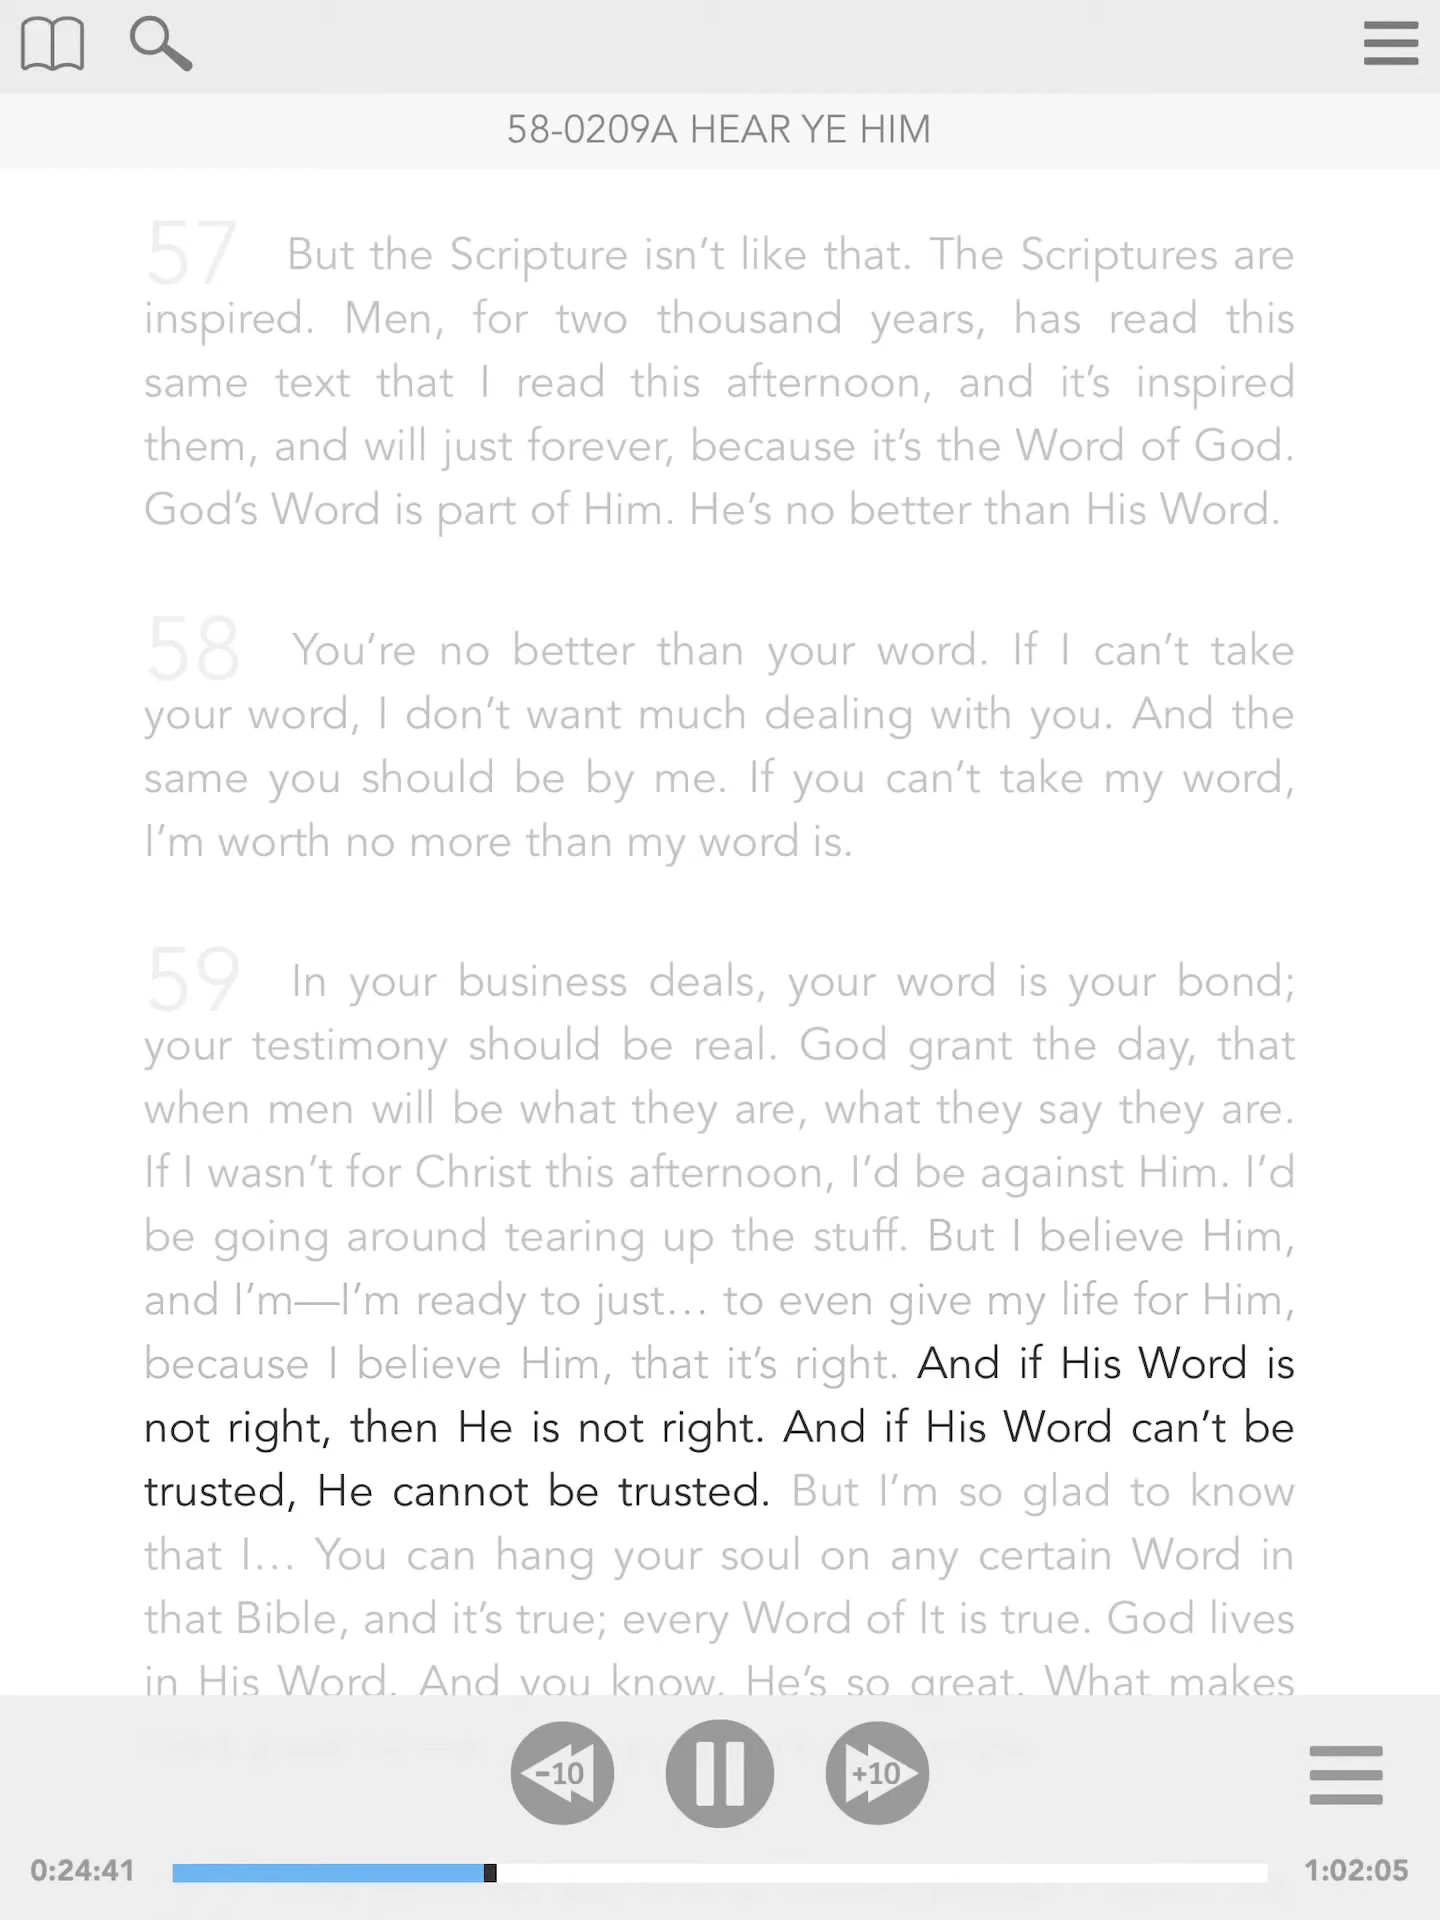 58-0209A HEAR YE HIM
57 But the Scripture isn’t like that. The Scriptures are
inspired. Men, for two thousand years, has read this
same text that I read this afternoon, and it’s inspired
them, and will just forever, because it’s the Word of God.
God’s Word is part of Him. He’s no better than His Word.
58 You’re no better than your word. If I can’t take
your word, I don’t want much dealing with you. And the
same you should be by me. If you can’t take my word,
I’m worth no more than my word is.
59 In your business deals, your word is your bond;
your testimony should be real. God grant the day, that
when men will be what they are, what they say they are.
If I wasn’t for Christ this afternoon, I’d be against Him. I’d
be going around tearing up the stuff. But I believe Him,
and I’m—I’m ready to just… to even give my life for Him,
because I believe Him, that it’s right. And if His Word is
not right, then He is not right. And if His Word can’t be
trusted, He cannot be trusted. But I’m so glad to know
that I… You can hang your soul on any certain Word in
that Bible, and it’s true; every Word of It is true. God lives
in His Word. And you know, He’s so great. What makes
-10 +10
0:24:41 1:02:05